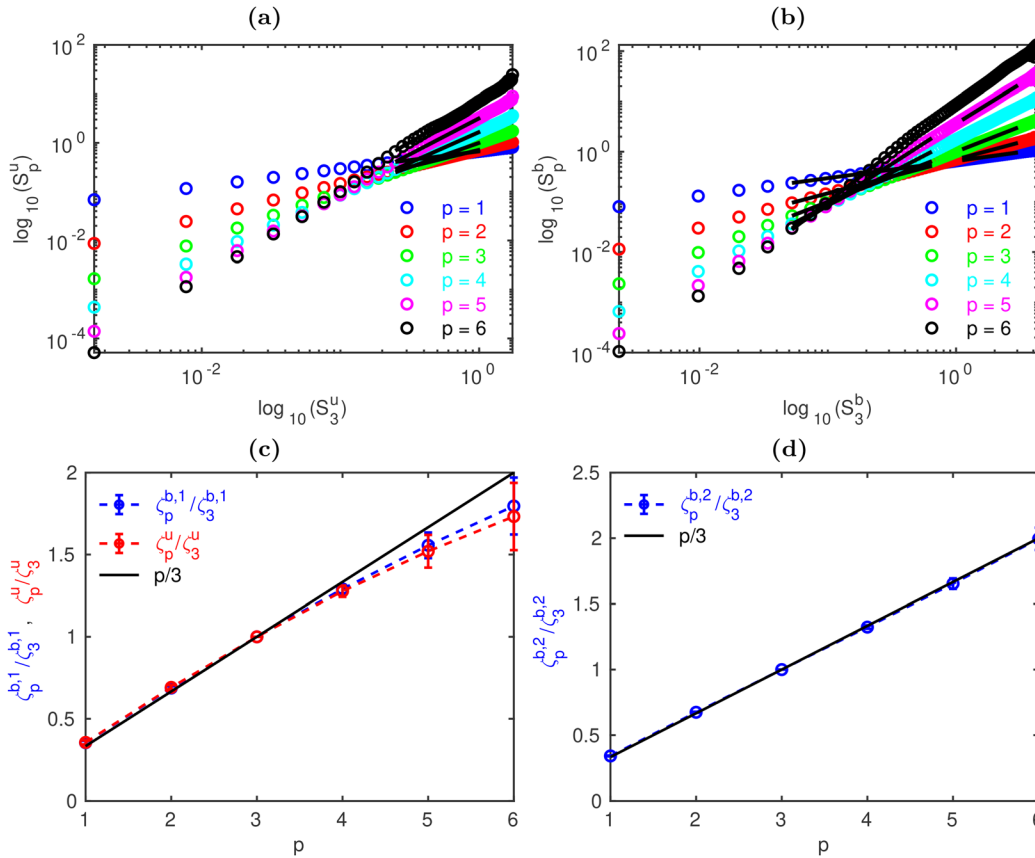 (a)
10^2
10^0
10^-2
10^-4
log_10(S_p^u)
p = 1
p = 2
p = 3
p = 4
p = 5
p = 6
10^-2
10^0
log_10(S_3^u)
(b)
10^2
10^0
10^-2
10^-4
log_10(S_p^b)
p = 1
p = 2
p = 3
p = 4
p = 5
p = 6
10^-2
10^0
log_10(S_3^b)
(c)
2
1.5
1
0.5
0
ζ_p^b,1/ζ_3^b,1 , ζ_p^u/ζ_3^u
ζ_p^b,1/ζ_3^b,1
ζ_p^u/ζ_3^u
p/3
1 2 3 4 5 6
p
(d)
2.5
2
1.5
1
0.5
0
ζ_p^b,2/ζ_3^b,2
ζ_p^b,2/ζ_3^b,2
p/3
1 2 3 4 5 6
p